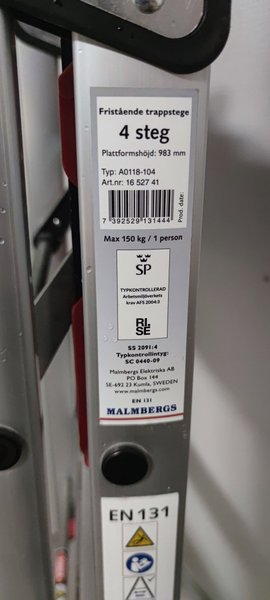 Fristående trappstege
4 steg
Plattformshöjd: 983 mm
Typ: A0118-104
Art.nr: 16 527 41
Prod. date:
7 392529 131444
Max 150 kg / 1 person
SP
TYPKONTROLLERAD
Arbetsmiljöverkets
krav AFS 2004:3
RI.
SE
SS 2091:4
Typkontrollintyg:
SC 0440-09
Malmbergs Elektriska AB
PO Box 144
SE-692 23 Kumla, SWEDEN
www.malmbergs.com
EN 131
MALMBERGS
EN 131